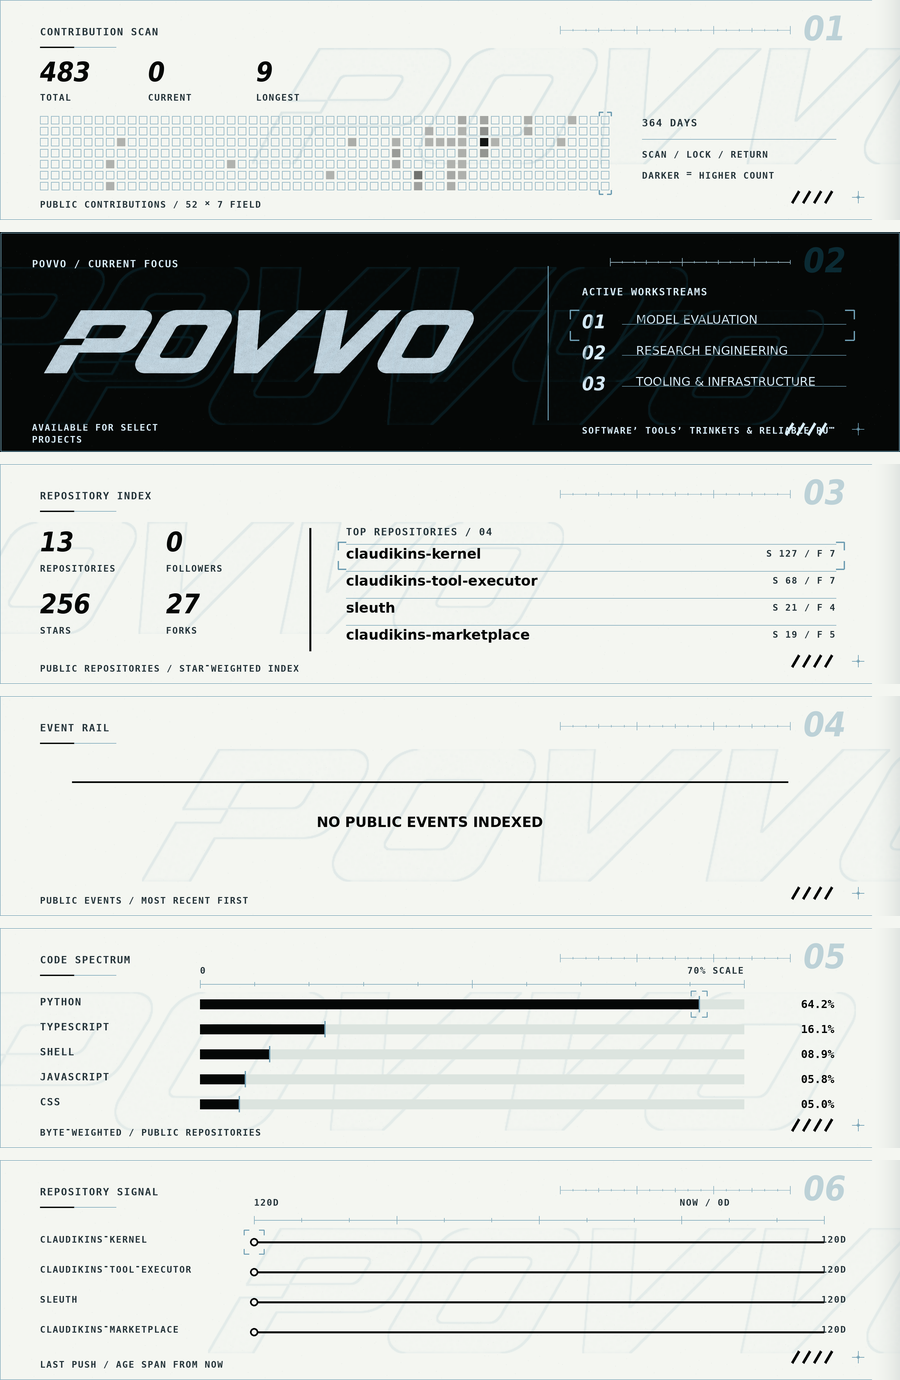 CONTRIBUTION SCAN
01
483 0 9
TOTAL CURRENT LONGEST
364 DAYS
SCAN / LOCK / RETURN
DARKER = HIGHER COUNT
PUBLIC CONTRIBUTIONS / 52 × 7 FIELD
POVVO / CURRENT FOCUS
02
POVVO
ACTIVE WORKSTREAMS
01 MODEL EVALUATION
02 RESEARCH ENGINEERING
03 TOOLING & INFRASTRUCTURE
AVAILABLE FOR SELECT
PROJECTS
SOFTWARE' TOOLS' TRINKETS & RELIABLE
REPOSITORY INDEX
03
13 0
REPOSITORIES FOLLOWERS
256 27
STARS FORKS
TOP REPOSITORIES / 04
claudikins-kernel S 127 / F 7
claudikins-tool-executor S 68 / F 7
sleuth S 21 / F 4
claudikins-marketplace S 19 / F 5
PUBLIC REPOSITORIES / STAR-WEIGHTED INDEX
EVENT RAIL
04
NO PUBLIC EVENTS INDEXED
PUBLIC EVENTS / MOST RECENT FIRST
CODE SPECTRUM
05
0 70% SCALE
PYTHON 64.2%
TYPESCRIPT 16.1%
SHELL 08.9%
JAVASCRIPT 05.8%
CSS 05.0%
BYTE-WEIGHTED / PUBLIC REPOSITORIES
REPOSITORY SIGNAL
06
120D NOW / 0D
CLAUDIKINS-KERNEL 120D
CLAUDIKINS-TOOL-EXECUTOR 120D
SLEUTH 120D
CLAUDIKINS-MARKETPLACE 120D
LAST PUSH / AGE SPAN FROM NOW